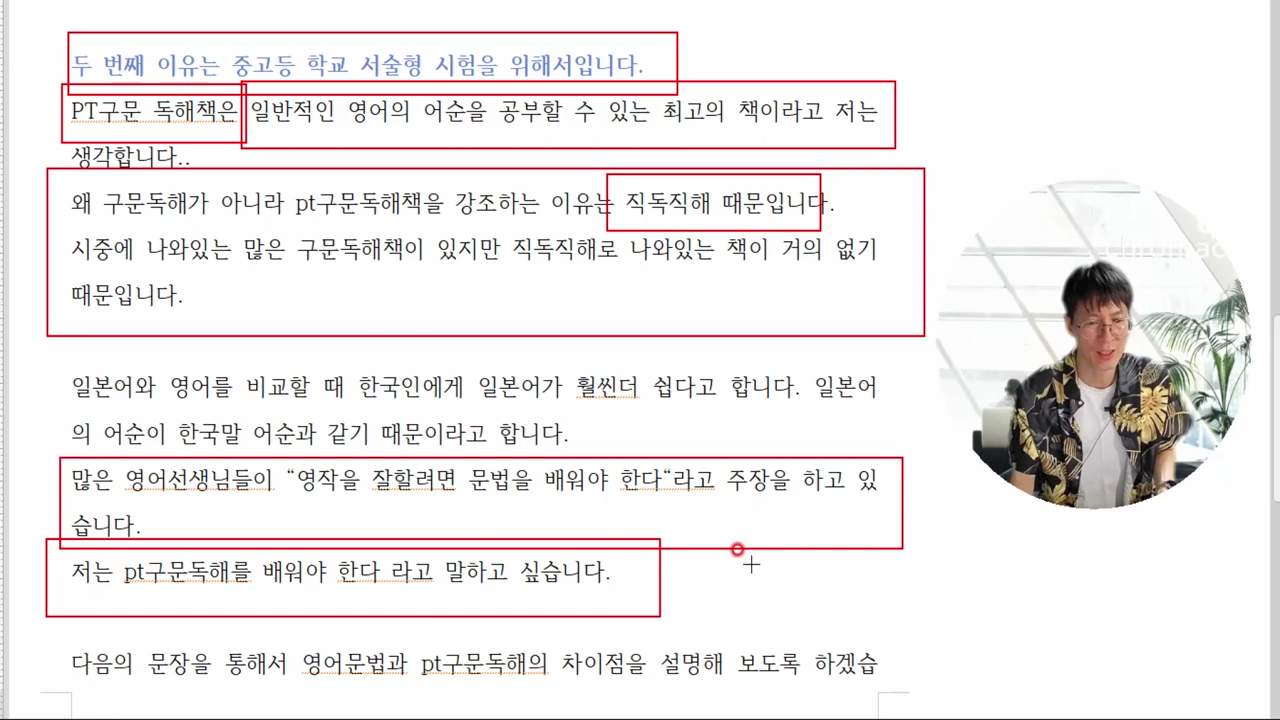 두 번째 이유는 중고등 학교 서술형 시험을 위해서입니다.
PT구문 독해책은 일반적인 영어의 어순을 공부할 수 있는 최고의 책이라고 저는
생각합니다..
왜 구문독해가 아니라 pt구문독해책을 강조하는 이유는 직독직해 때문입니다.
시중에 나와있는 많은 구문독해책이 있지만 직독직해로 나와있는 책이 거의 없기
때문입니다.
일본어와 영어를 비교할 때 한국인에게 일본어가 훨씬더 쉽다고 합니다. 일본어
의 어순이 한국말 어순과 같기 때문이라고 합니다.
많은 영어선생님들이 “영작을 잘할려면 문법을 배워야 한다“라고 주장을 하고 있
습니다.
저는 pt구문독해를 배워야 한다 라고 말하고 싶습니다.
다음의 문장을 통해서 영어문법과 pt구문독해의 차이점을 설명해 보도록 하겠습